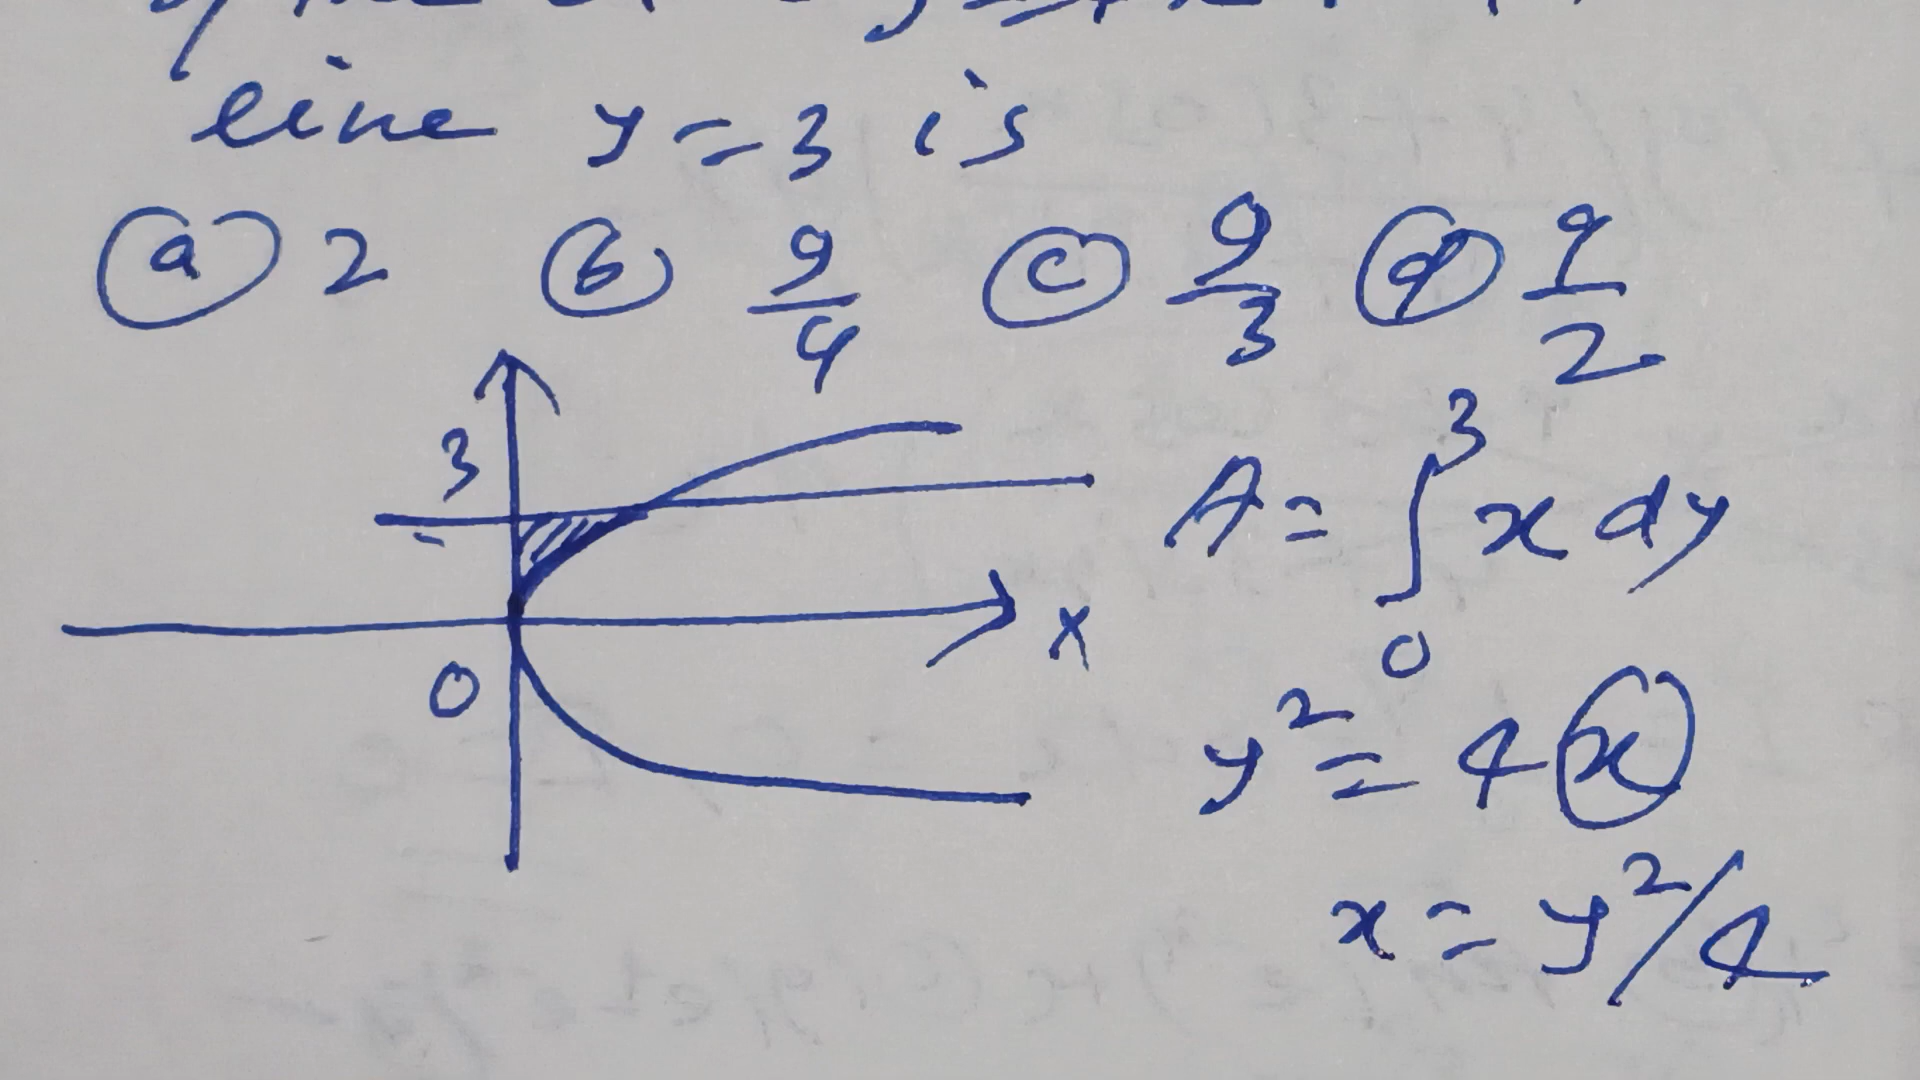 line y = 3 is
(a) 2 (b) 9/4 (c) 9/3 (d) 9/2
3
A = ∫₀³ x dy
x
0
y² = 4x
x = y²/4